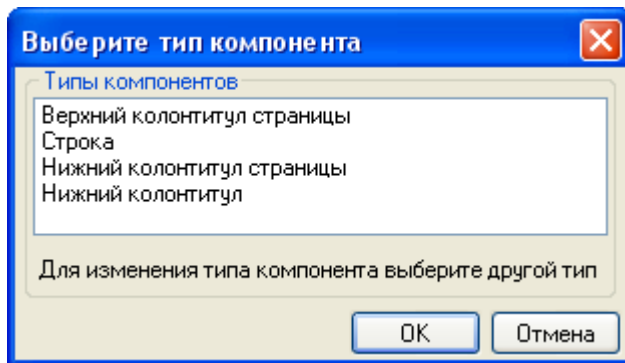 Выберите тип компонента
Типы компонентов
Верхний колонтитул страницы
Строка
Нижний колонтитул страницы
Нижний колонтитул
Для изменения типа компонента выберите другой тип
OK
Отмена